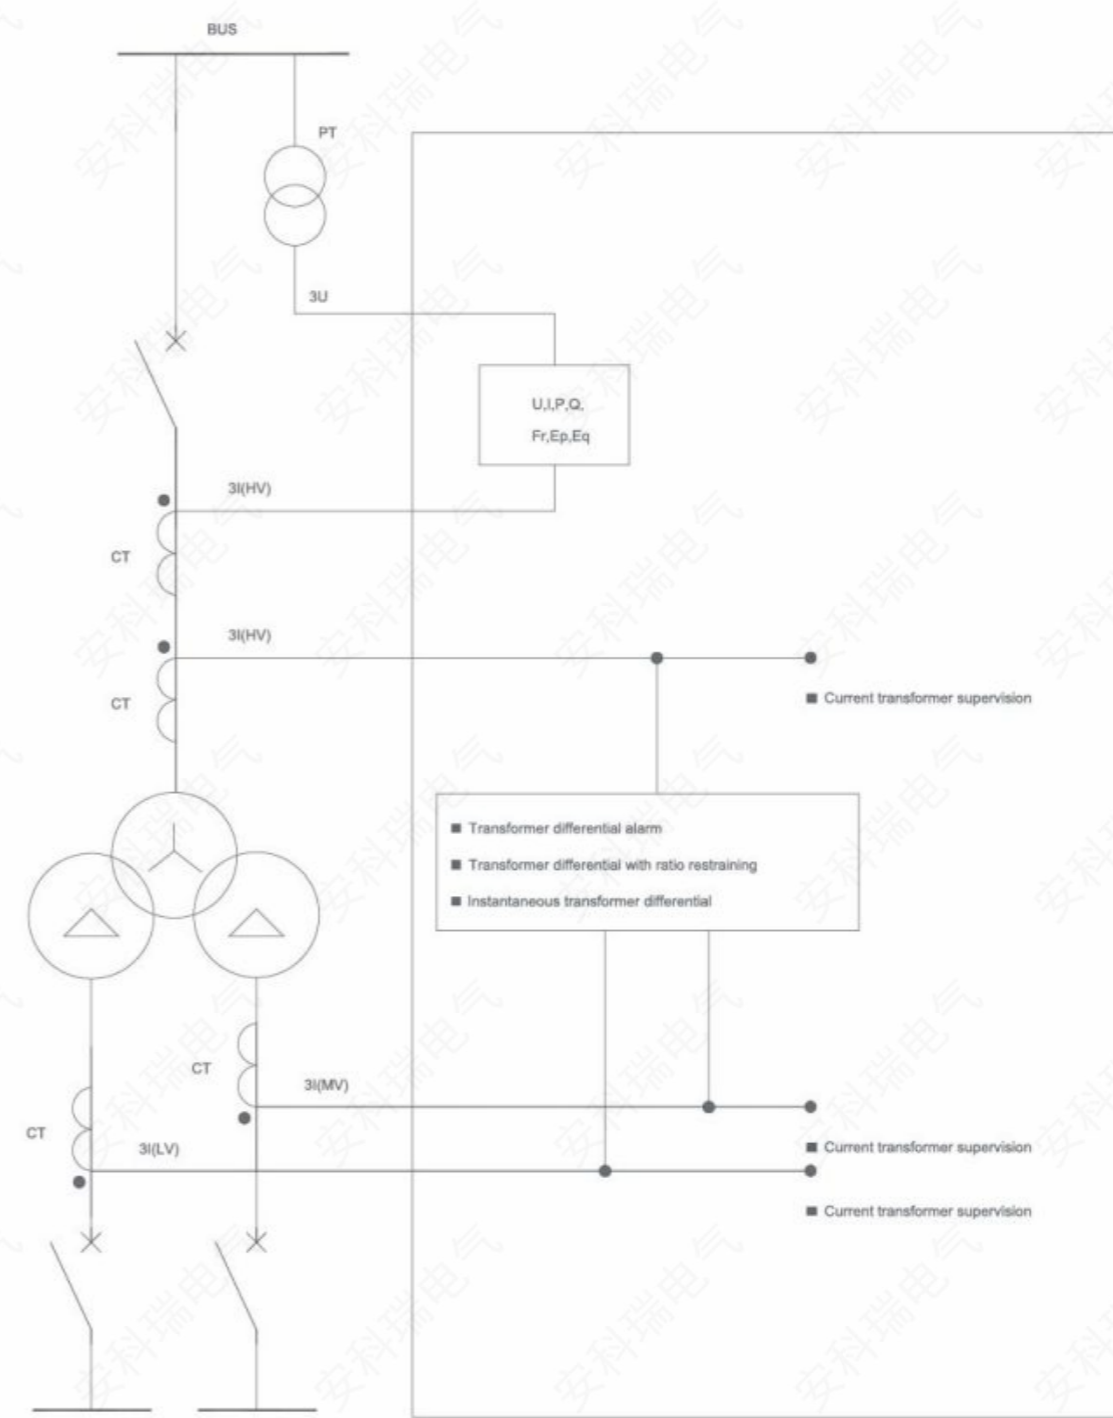 BUS
PT
3U
U,I,P,Q,
Fr,Ep,Eq
3I(HV)
CT
3I(HV)
CT
■ Current transformer supervision
■ Transformer differential alarm
■ Transformer differential with ratio restraining
■ Instantaneous transformer differential
CT
3I(MV)
CT
3I(LV)
■ Current transformer supervision
■ Current transformer supervision
安科瑞电气